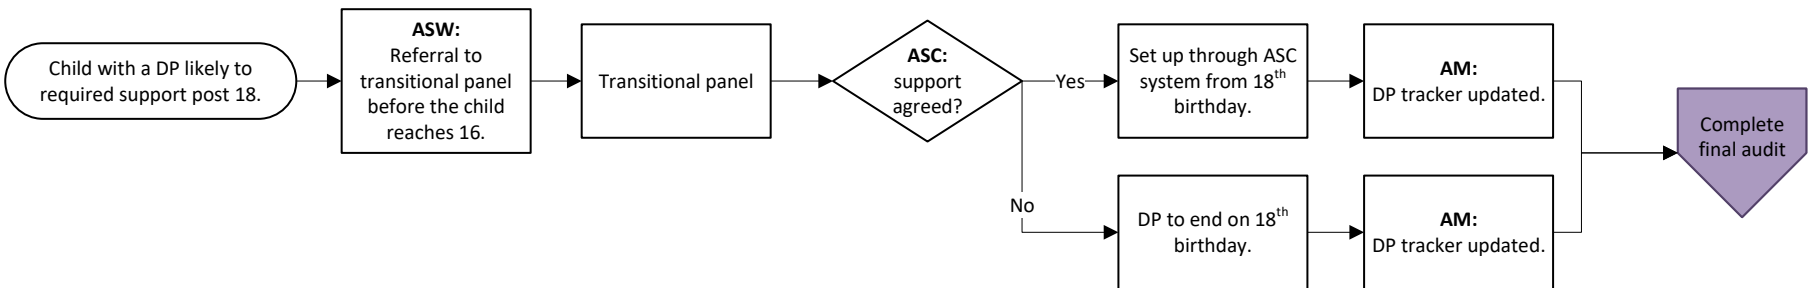 Child with a DP likely to
required support post 18.
ASW:
Referral to
transitional panel
before the child
reaches 16.
Transitional panel
ASC:
support
agreed?
Yes
Set up through ASC
system from 18th
birthday.
AM:
DP tracker updated.
No
DP to end on 18th
birthday.
AM:
DP tracker updated.
Complete
final audit